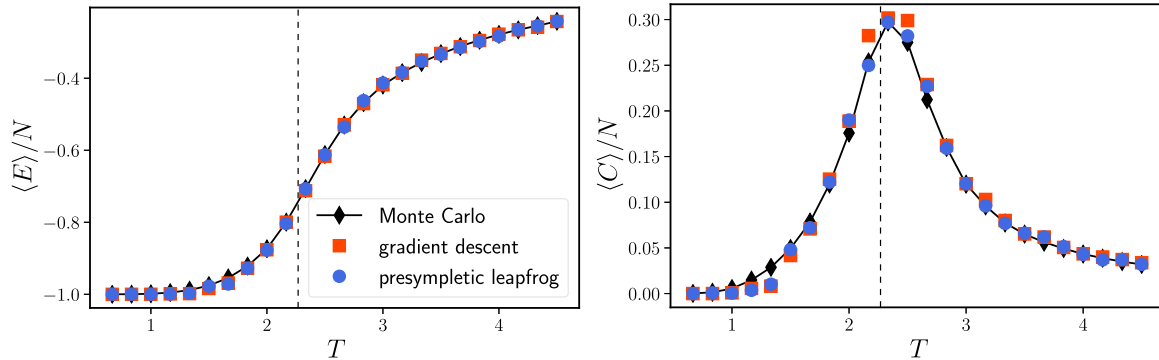 −0.4
−0.6
−0.8
−1.0
⟨E⟩/N
1
2
3
4
T
Monte Carlo
gradient descent
presympletic leapfrog
0.30
0.25
0.20
0.15
0.10
0.05
0.00
⟨C⟩/N
1
2
3
4
T